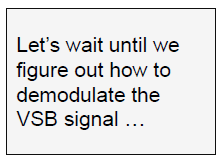 Let’s wait until we
figure out how to
demodulate the
VSB signal …